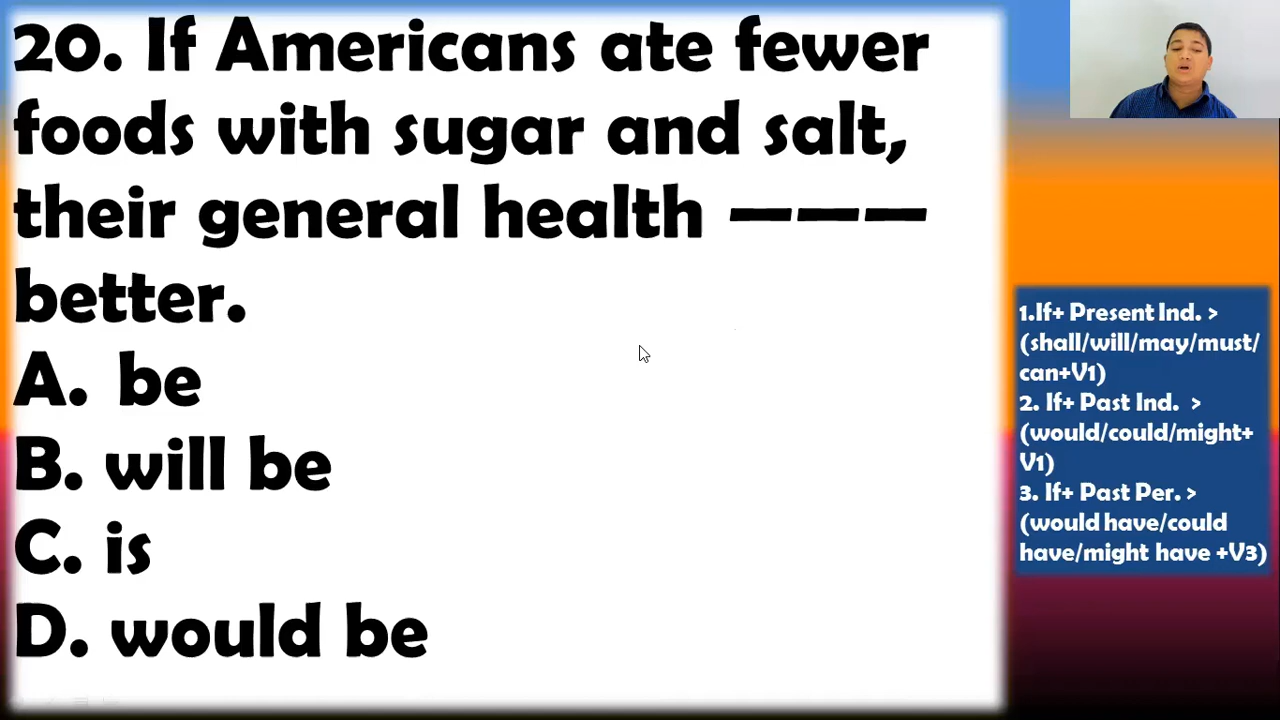 20. If Americans ate fewer
foods with sugar and salt,
their general health ———
better.
A. be
B. will be
C. is
D. would be
1.If+ Present Ind. >
(shall/will/may/must/
can+V1)
2. If+ Past Ind. >
(would/could/might+
V1)
3. If+ Past Per. >
(would have/could
have/might have +V3)